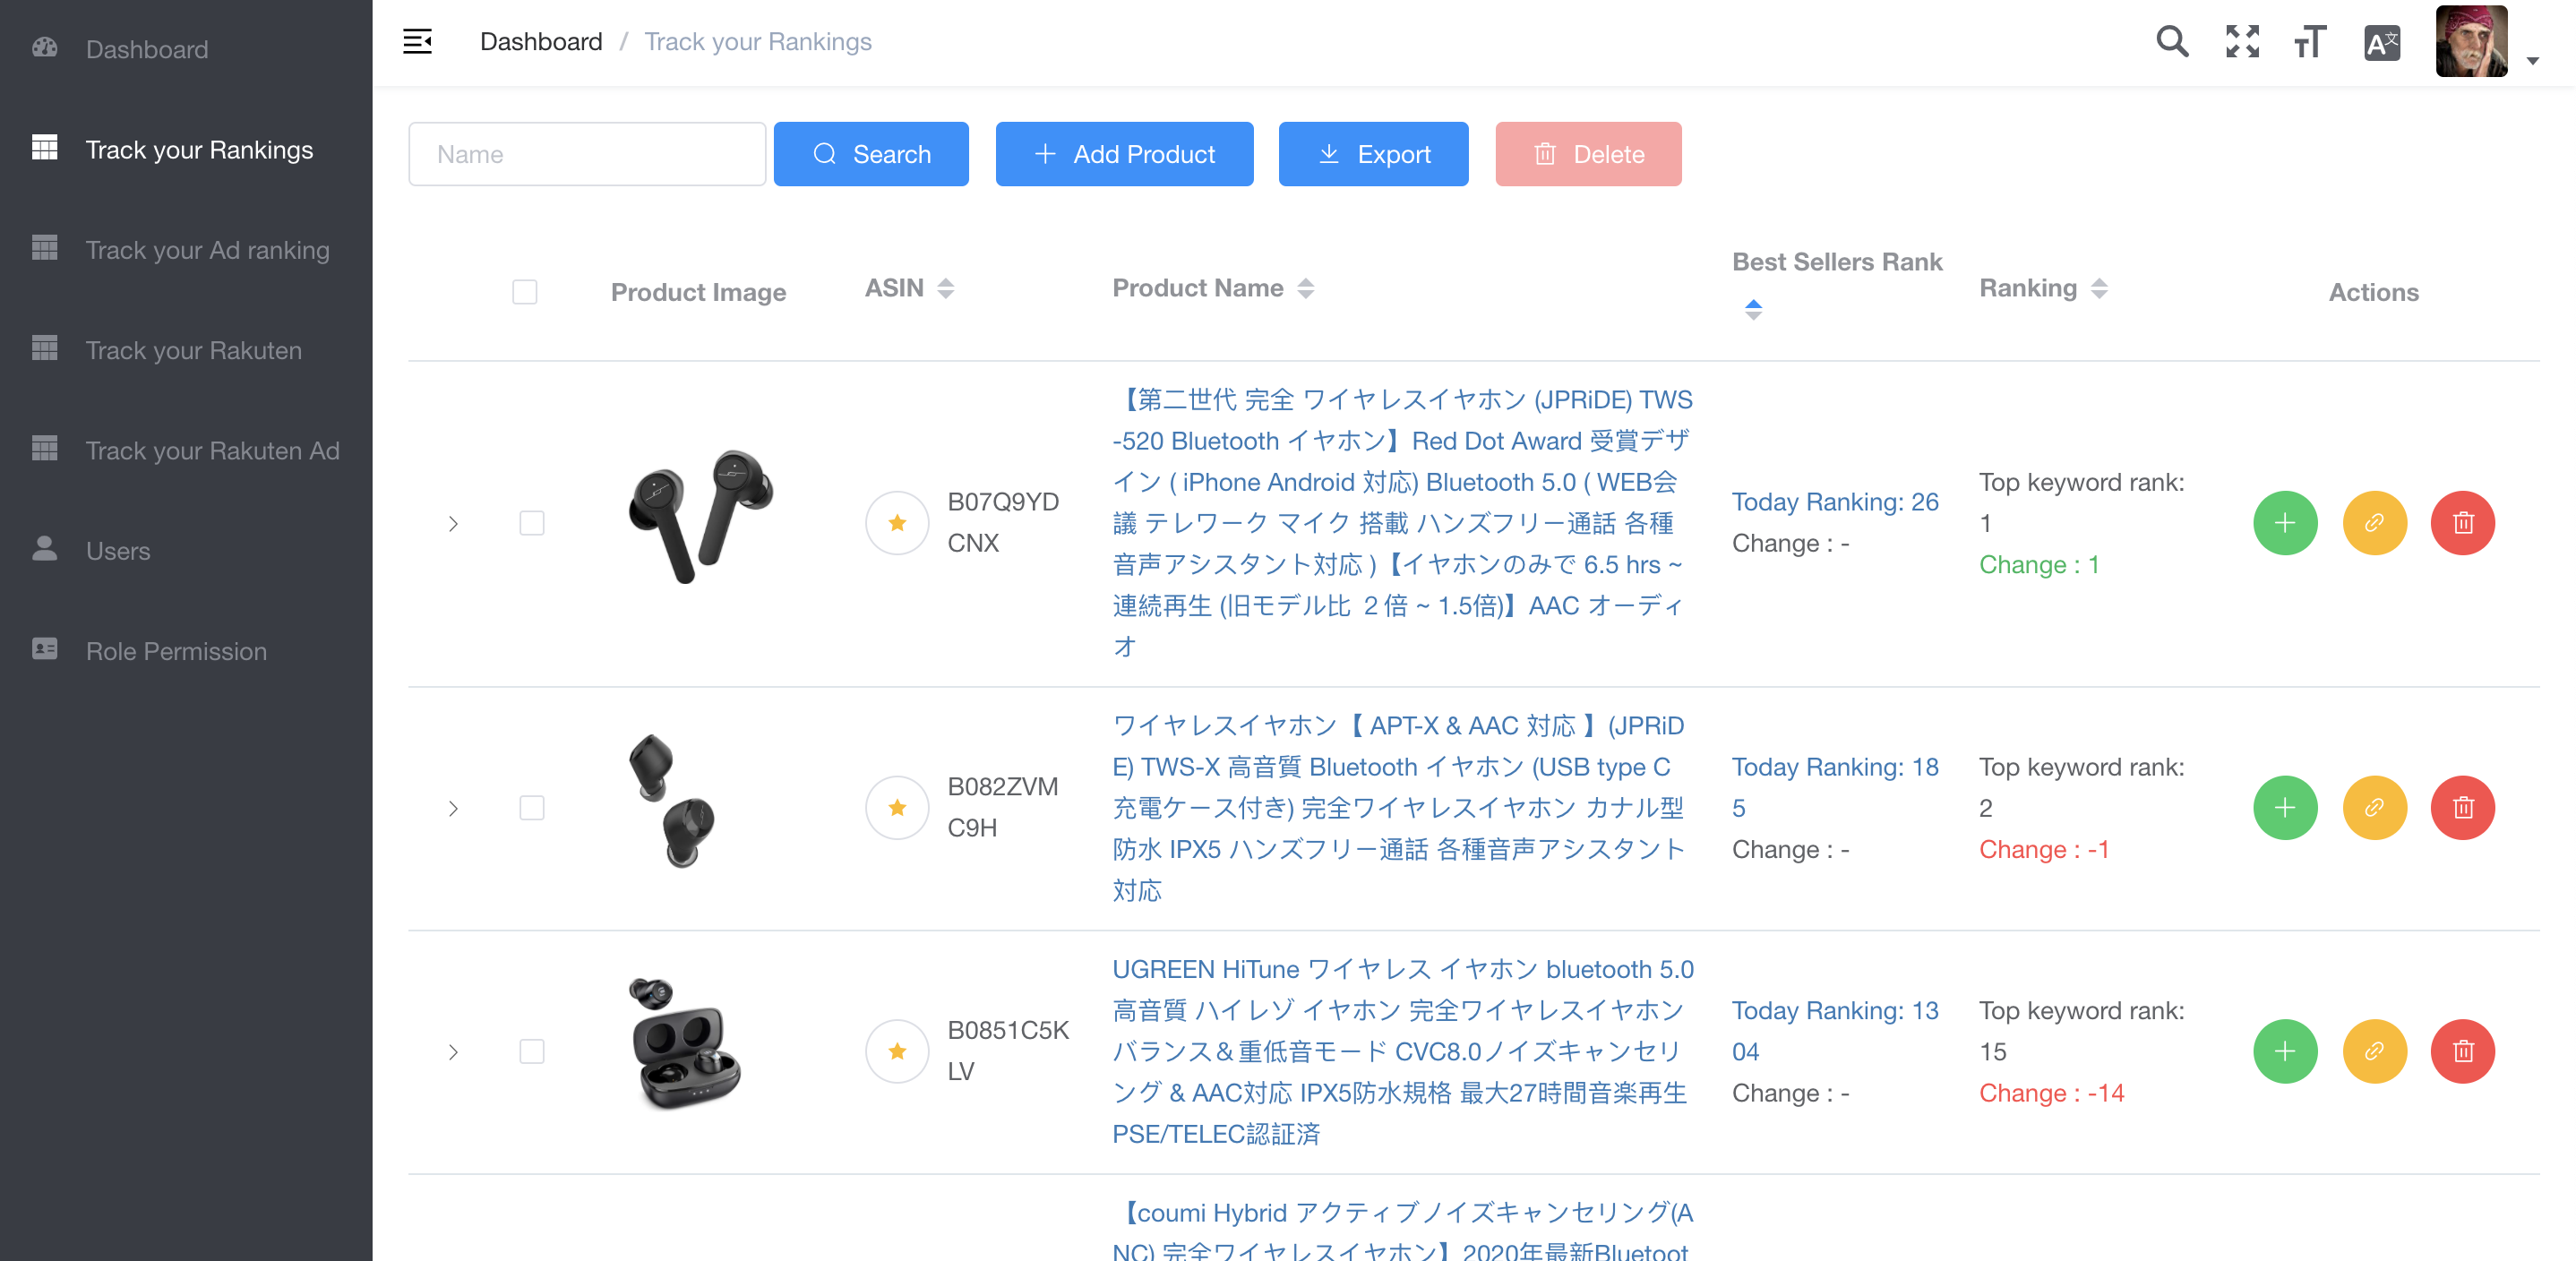 Dashboard
Track your Rankings
Track your Ad ranking
Track your Rakuten
Track your Rakuten Ad
Users
Role Permission
Dashboard / Track your Rankings
Name
Search
Add Product
Export
Delete
Product Image
ASIN
Product Name
Best Sellers Rank
Ranking
Actions
B07Q9YD
CNX
【第二世代 完全 ワイヤレスイヤホン (JPRiDE) TWS
-520 Bluetooth イヤホン】Red Dot Award 受賞デザ
イン ( iPhone Android 対応) Bluetooth 5.0 ( WEB会
議 テレワーク マイク 搭載 ハンズフリー通話 各種
音声アシスタント対応 )【イヤホンのみで 6.5 hrs ~
連続再生 (旧モデル比 ２倍 ~ 1.5倍)】AAC オーディ
オ
Today Ranking: 26
Change : -
Top keyword rank:
1
Change : 1
B082ZVM
C9H
ワイヤレスイヤホン【 APT-X & AAC 対応 】(JPRiD
E) TWS-X 高音質 Bluetooth イヤホン (USB type C
充電ケース付き) 完全ワイヤレスイヤホン カナル型
防水 IPX5 ハンズフリー通話 各種音声アシスタント
対応
Today Ranking: 18
5
Change : -
Top keyword rank:
2
Change : -1
B0851C5K
LV
UGREEN HiTune ワイヤレス イヤホン bluetooth 5.0
高音質 ハイレゾ イヤホン 完全ワイヤレスイヤホン
バランス＆重低音モード CVC8.0ノイズキャンセリ
ング & AAC対応 IPX5防水規格 最大27時間音楽再生
PSE/TELEC認証済
Today Ranking: 13
04
Change : -
Top keyword rank:
15
Change : -14
【coumi Hybrid アクティブノイズキャンセリング(A
NC) 完全ワイヤレスイヤホン】2020年最新Bluetoot